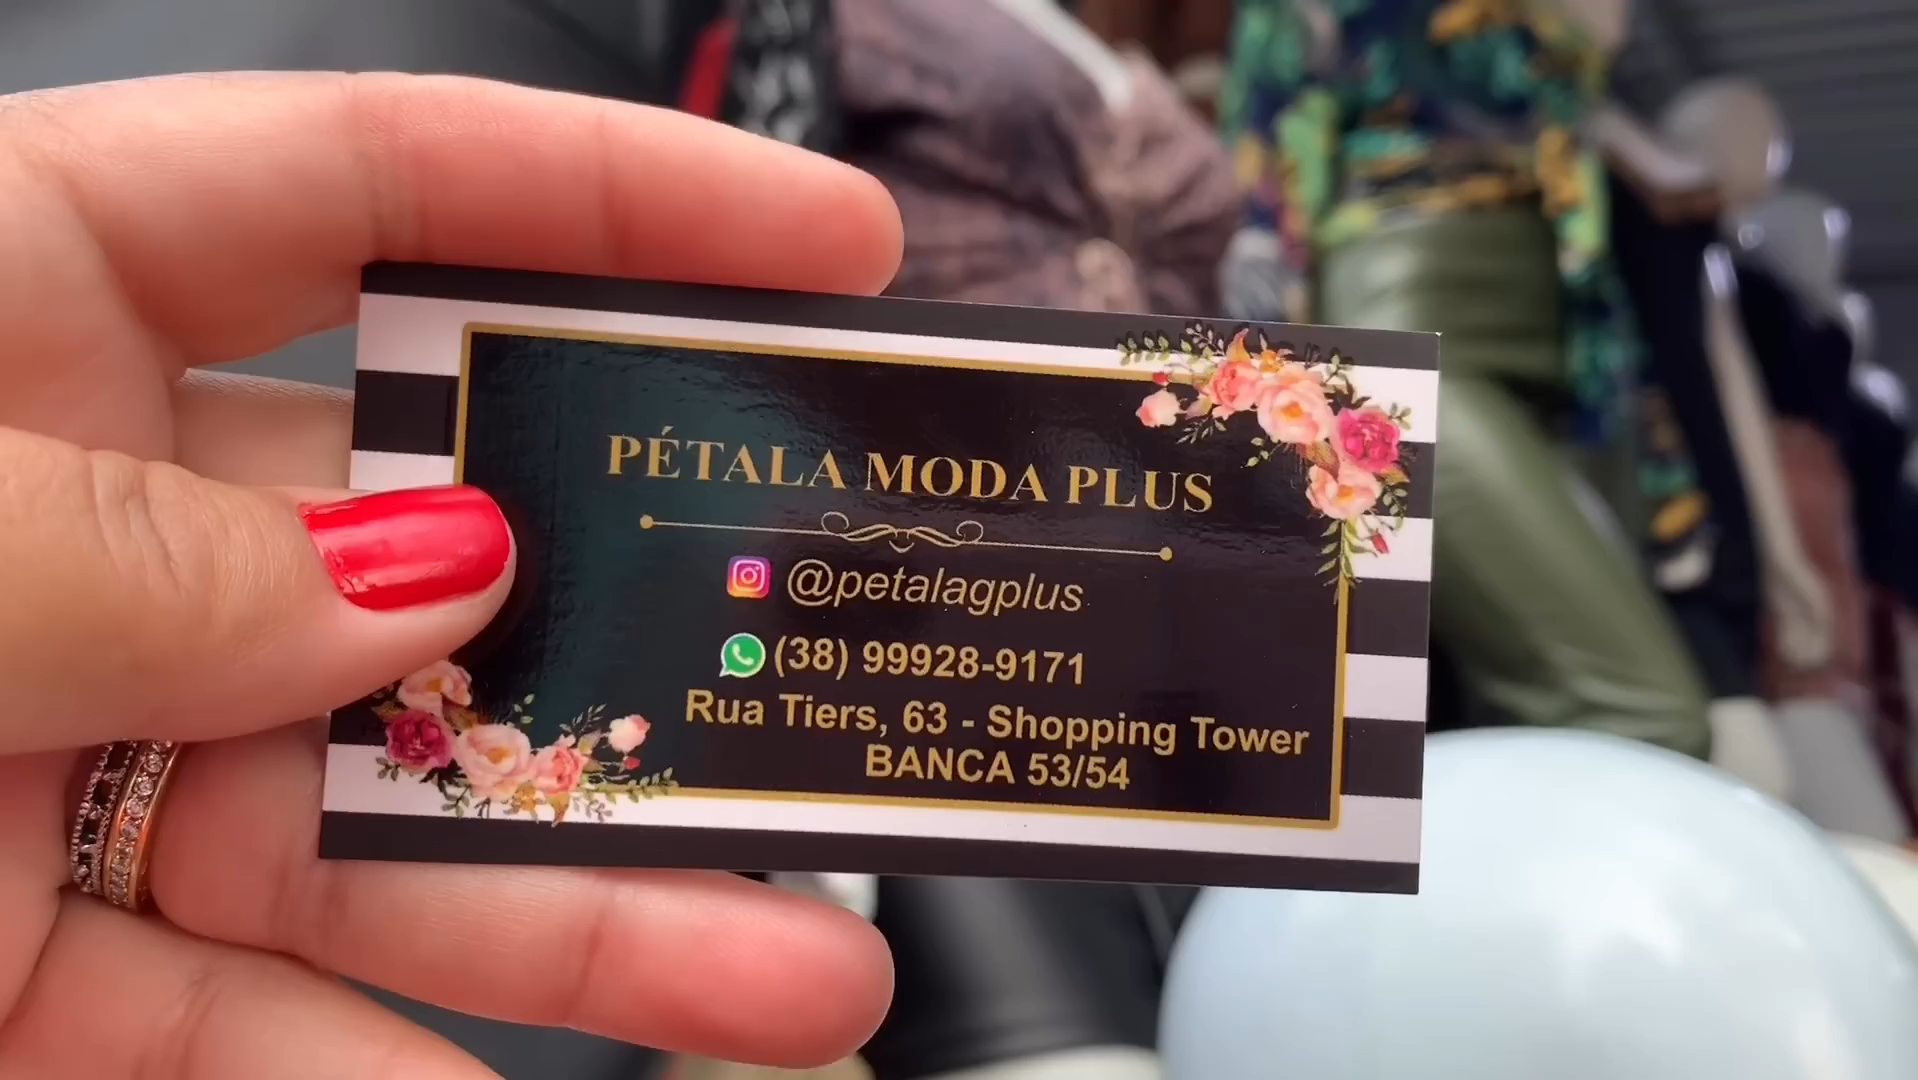 PÉTALA MODA PLUS
@petalagplus
(38) 99928-9171
Rua Tiers, 63 - Shopping Tower
BANCA 53/54